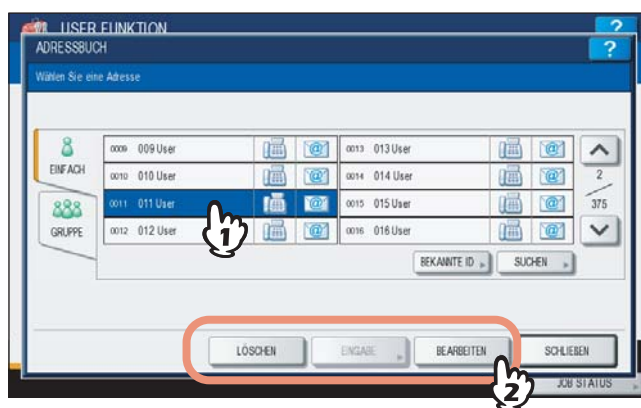 USER FUNKTION ?
ADRESSBUCH ?
Wählen Sie eine Adresse
EINFACH
GRUPPE
0009 009 User 0013 013 User
0010 010 User 0014 014 User
0011 011 User 0015 015 User
0012 012 User 0016 016 User
2
375
BEKANNTE ID SUCHEN
LÖSCHEN EINGABE BEARBEITEN SCHLIEßEN
JOB STATUS
1
2